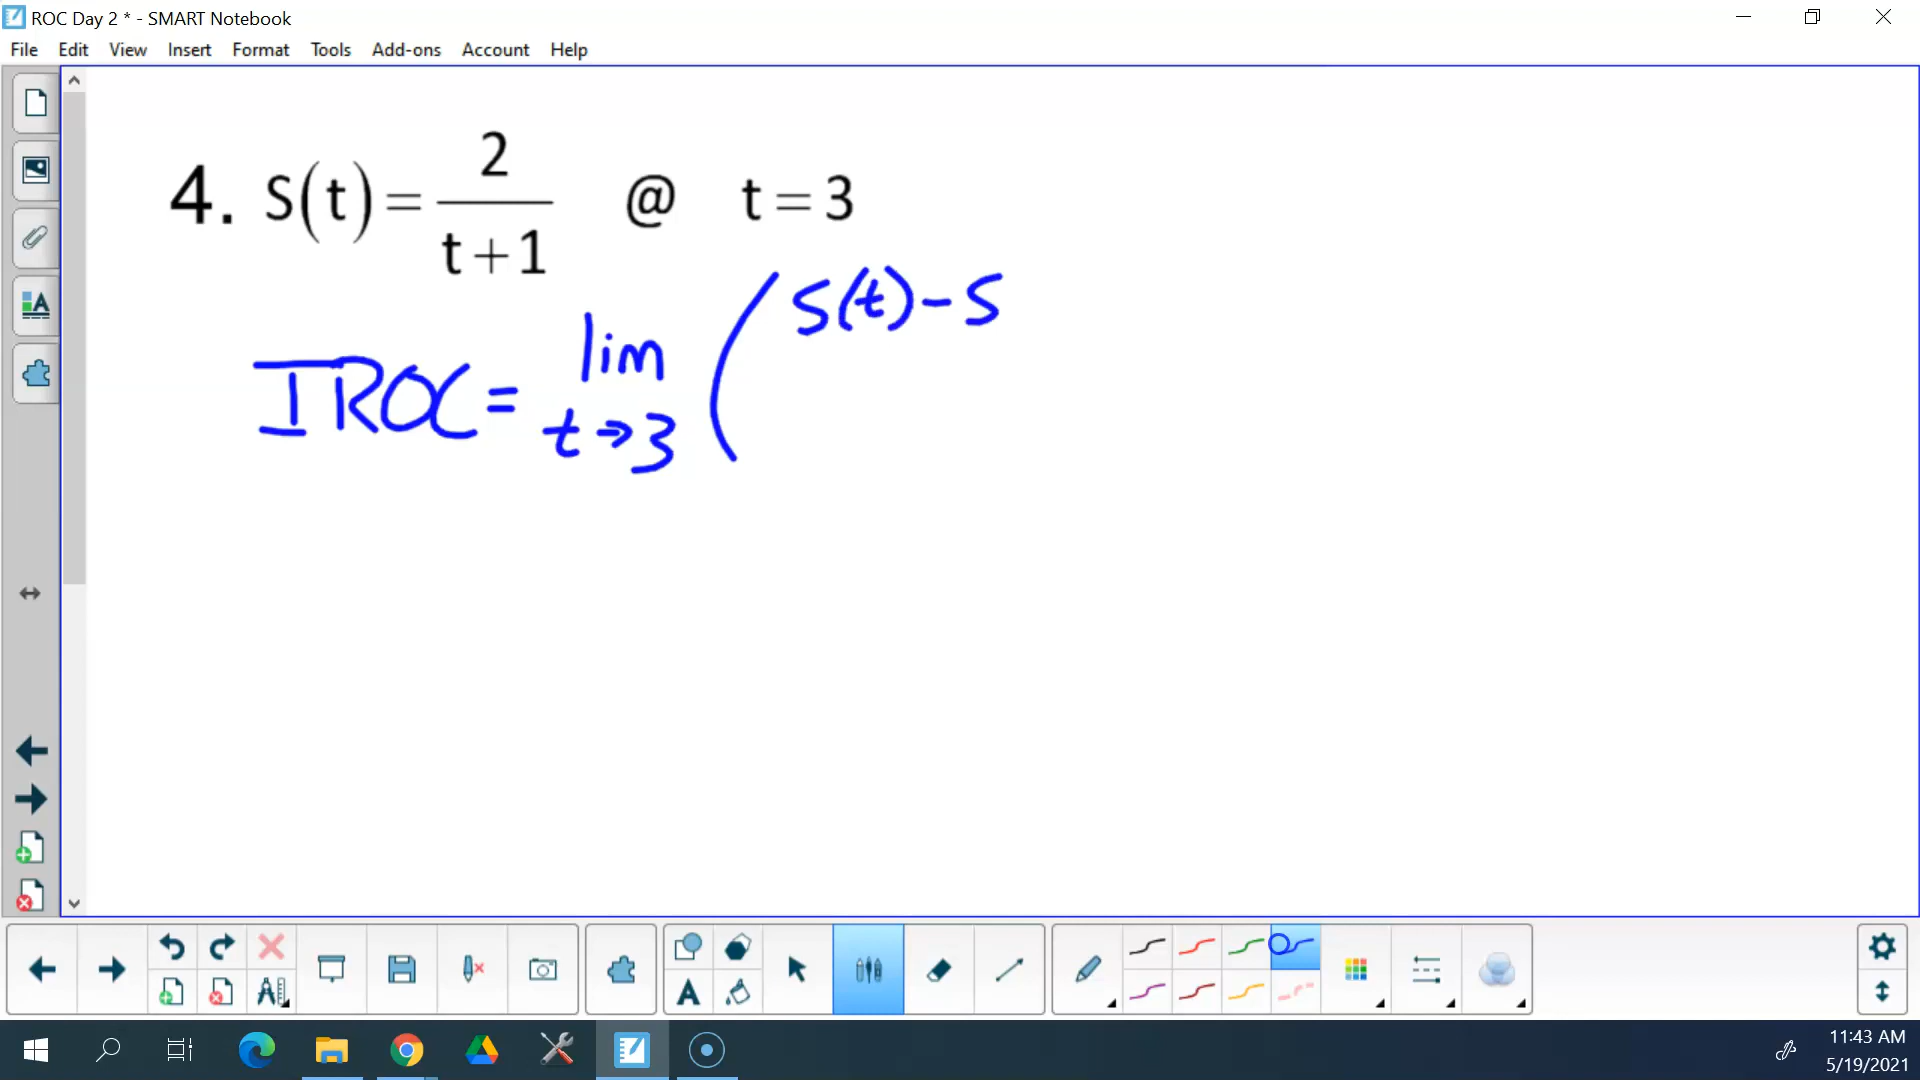 ROC Day 2 * - SMART Notebook
File Edit View Insert Format Tools Add-ons Account Help
4. S(t) = 2/(t+1) @ t = 3
IROC = lim t→3 ( S(t) - S
11:43 AM
5/19/2021